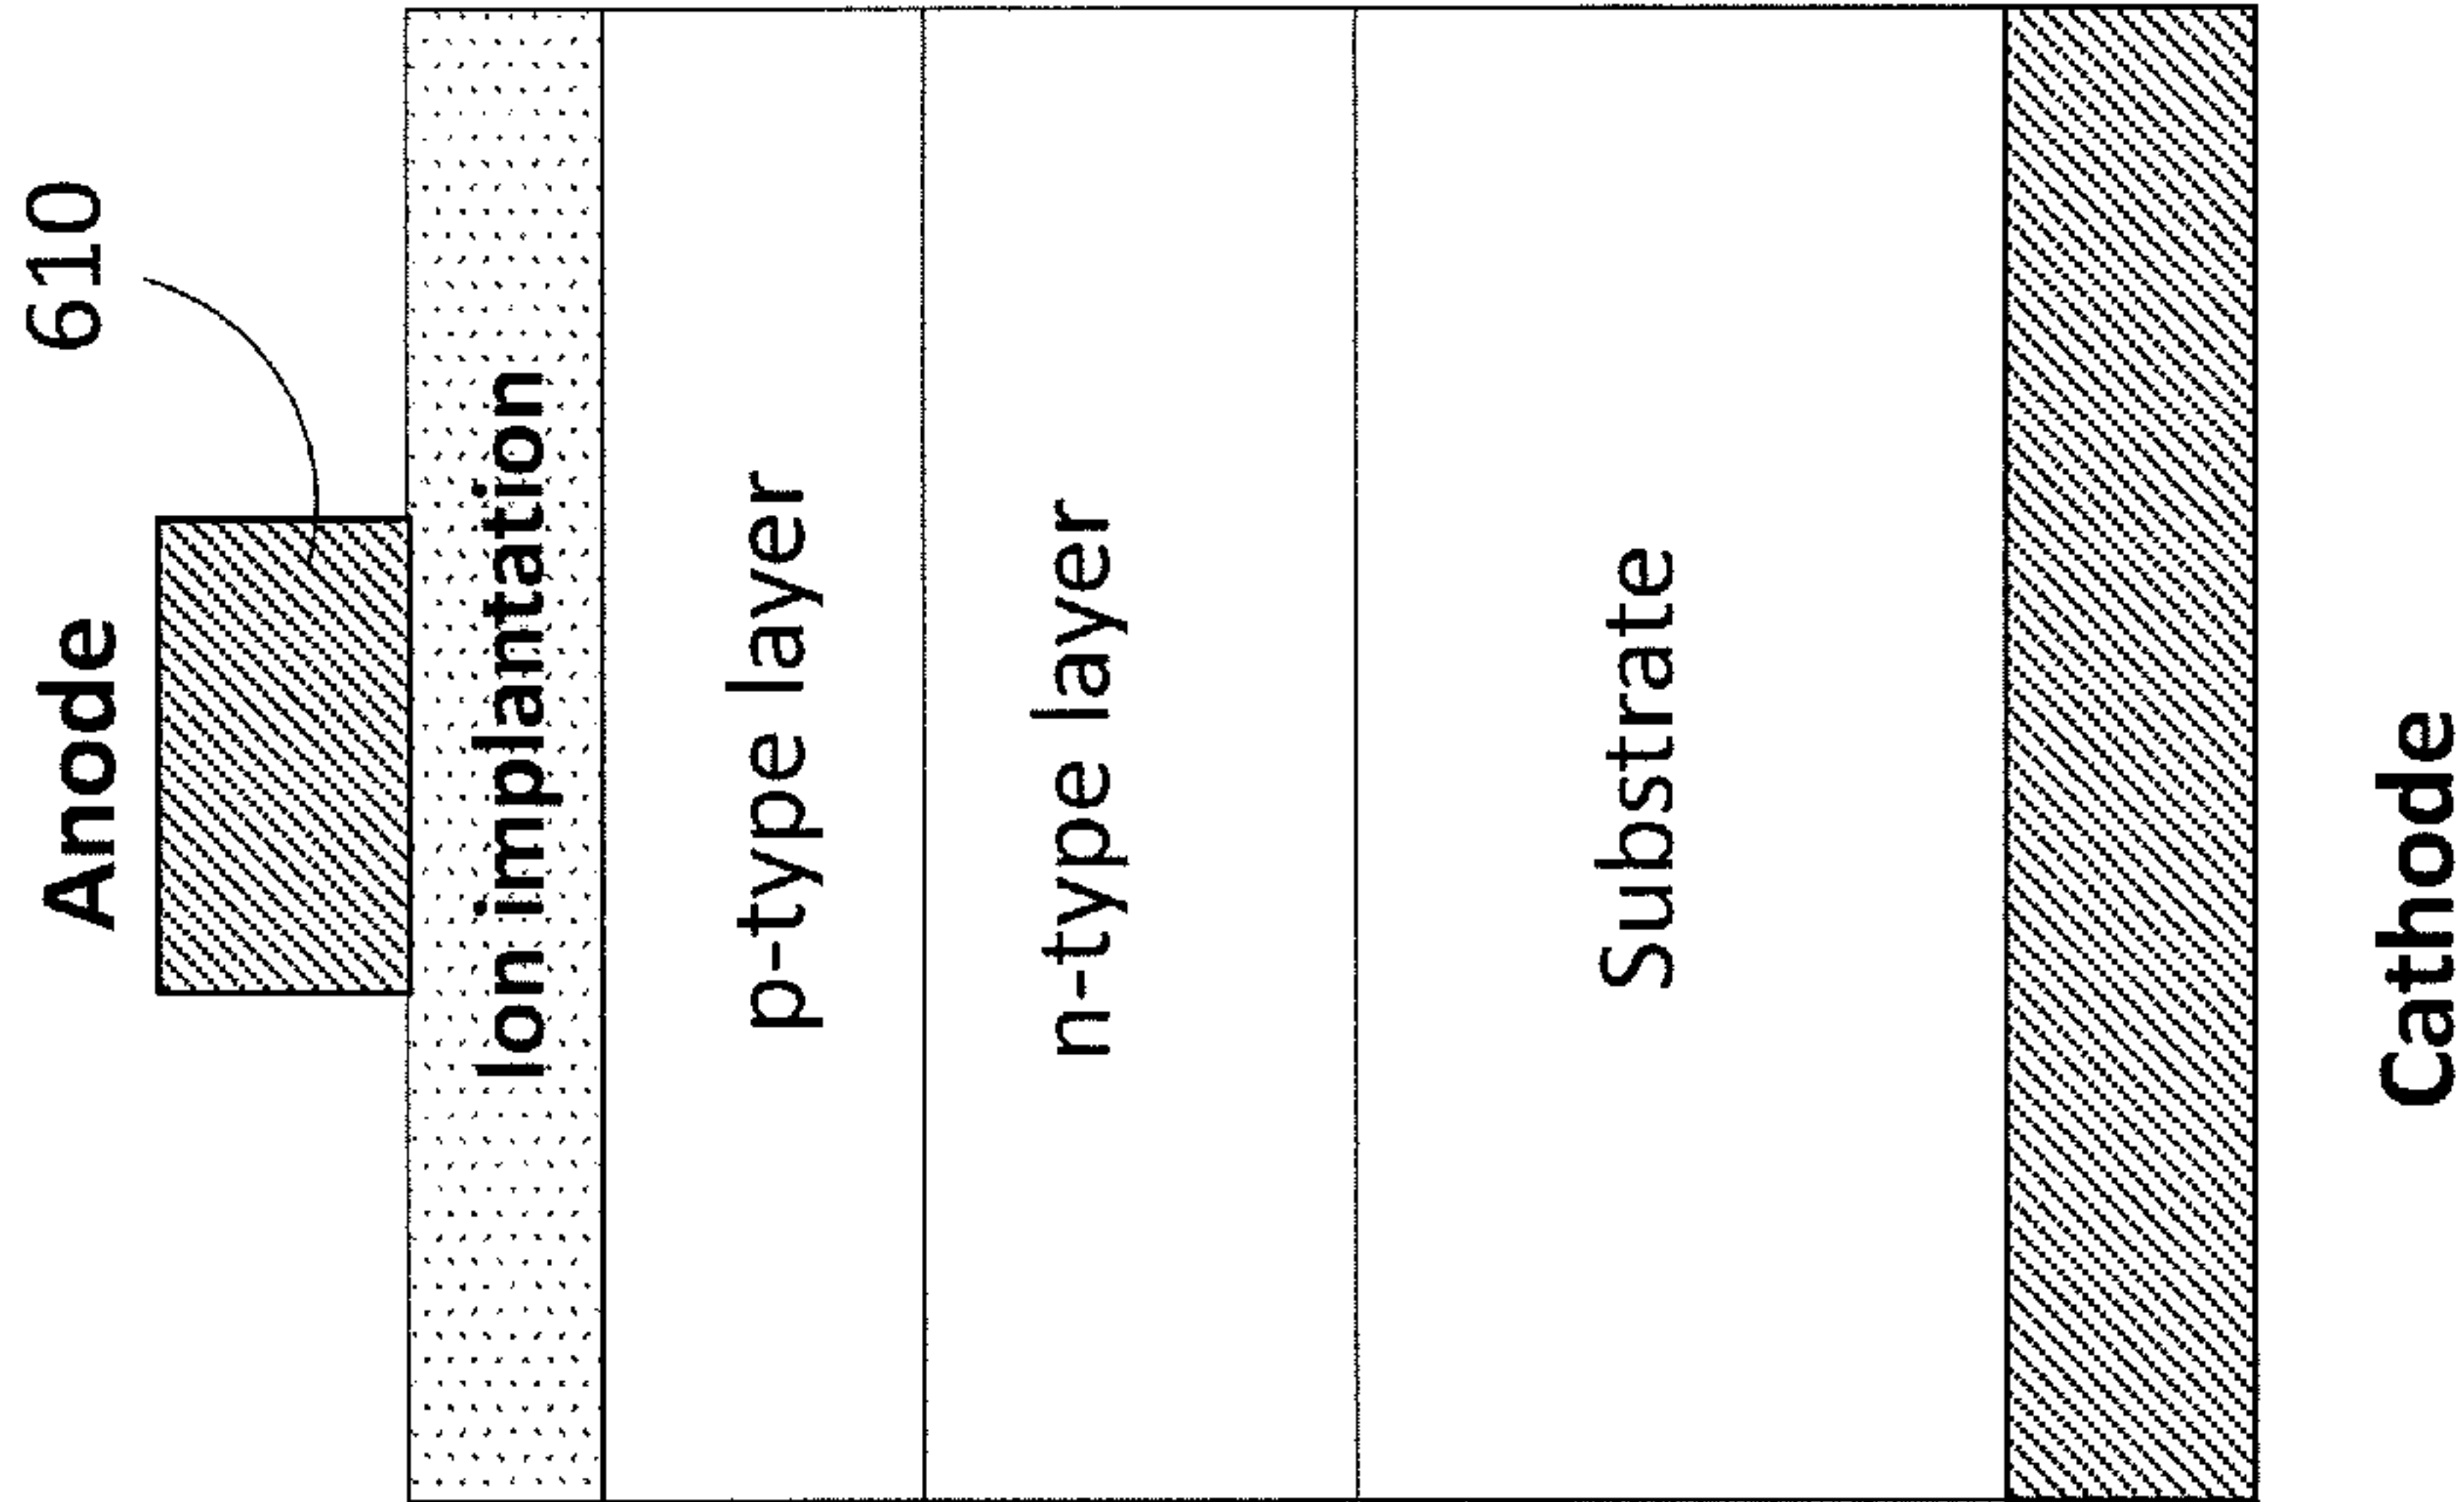 610
Anode
Ion implantation
p-type layer
n-type layer
Substrate
Cathode